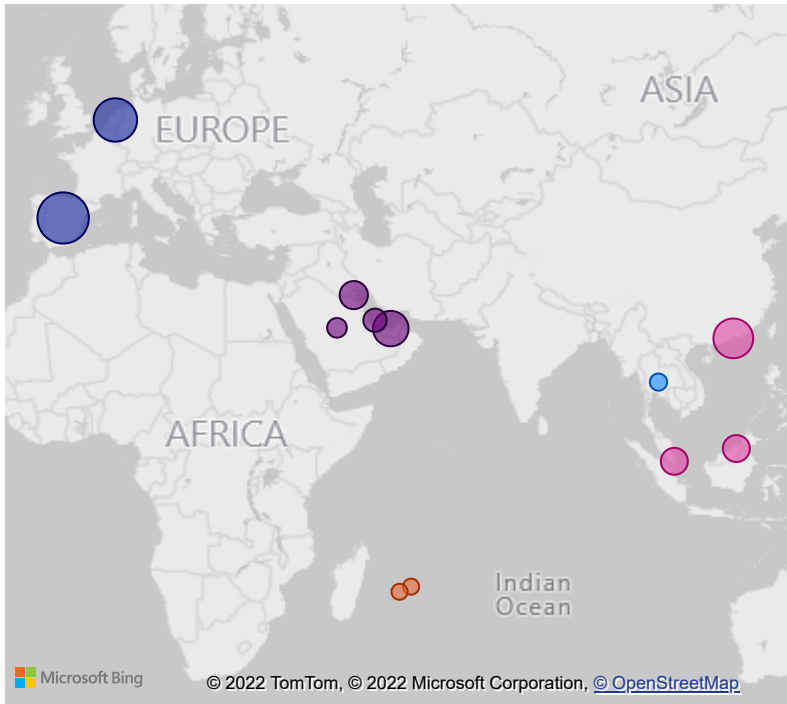 ASIA
EUROPE
AFRICA
Indian
Ocean
Microsoft Bing
© 2022 TomTom, © 2022 Microsoft Corporation, © OpenStreetMap